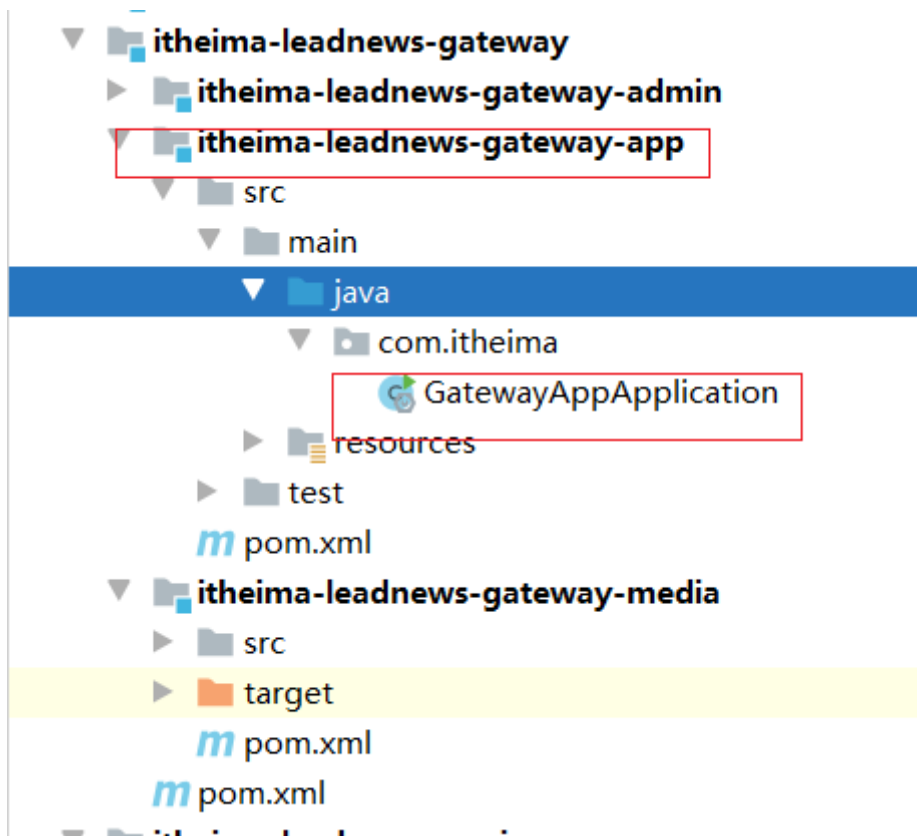 itheima-leadnews-gateway
itheima-leadnews-gateway-admin
itheima-leadnews-gateway-app
src
main
java
com.itheima
GatewayAppApplication
resources
test
pom.xml
itheima-leadnews-gateway-media
src
target
pom.xml
pom.xml